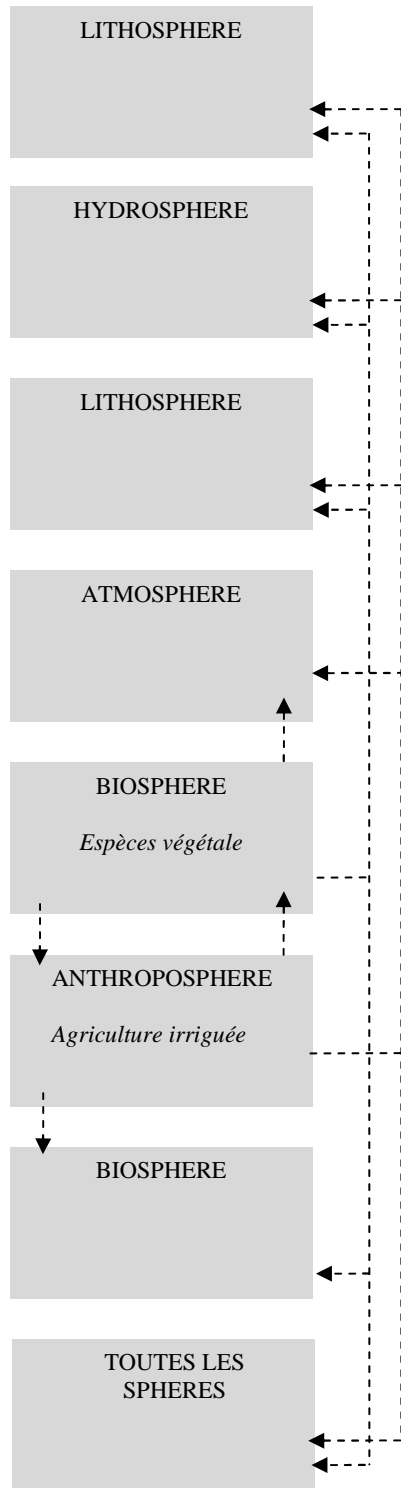 LITHOSPHERE
HYDROSPHERE
LITHOSPHERE
ATMOSPHERE
BIOSPHERE
Espèces végétale
ANTHROPOSPHERE
Agriculture irriguée
BIOSPHERE
TOUTES LES
SPHERES